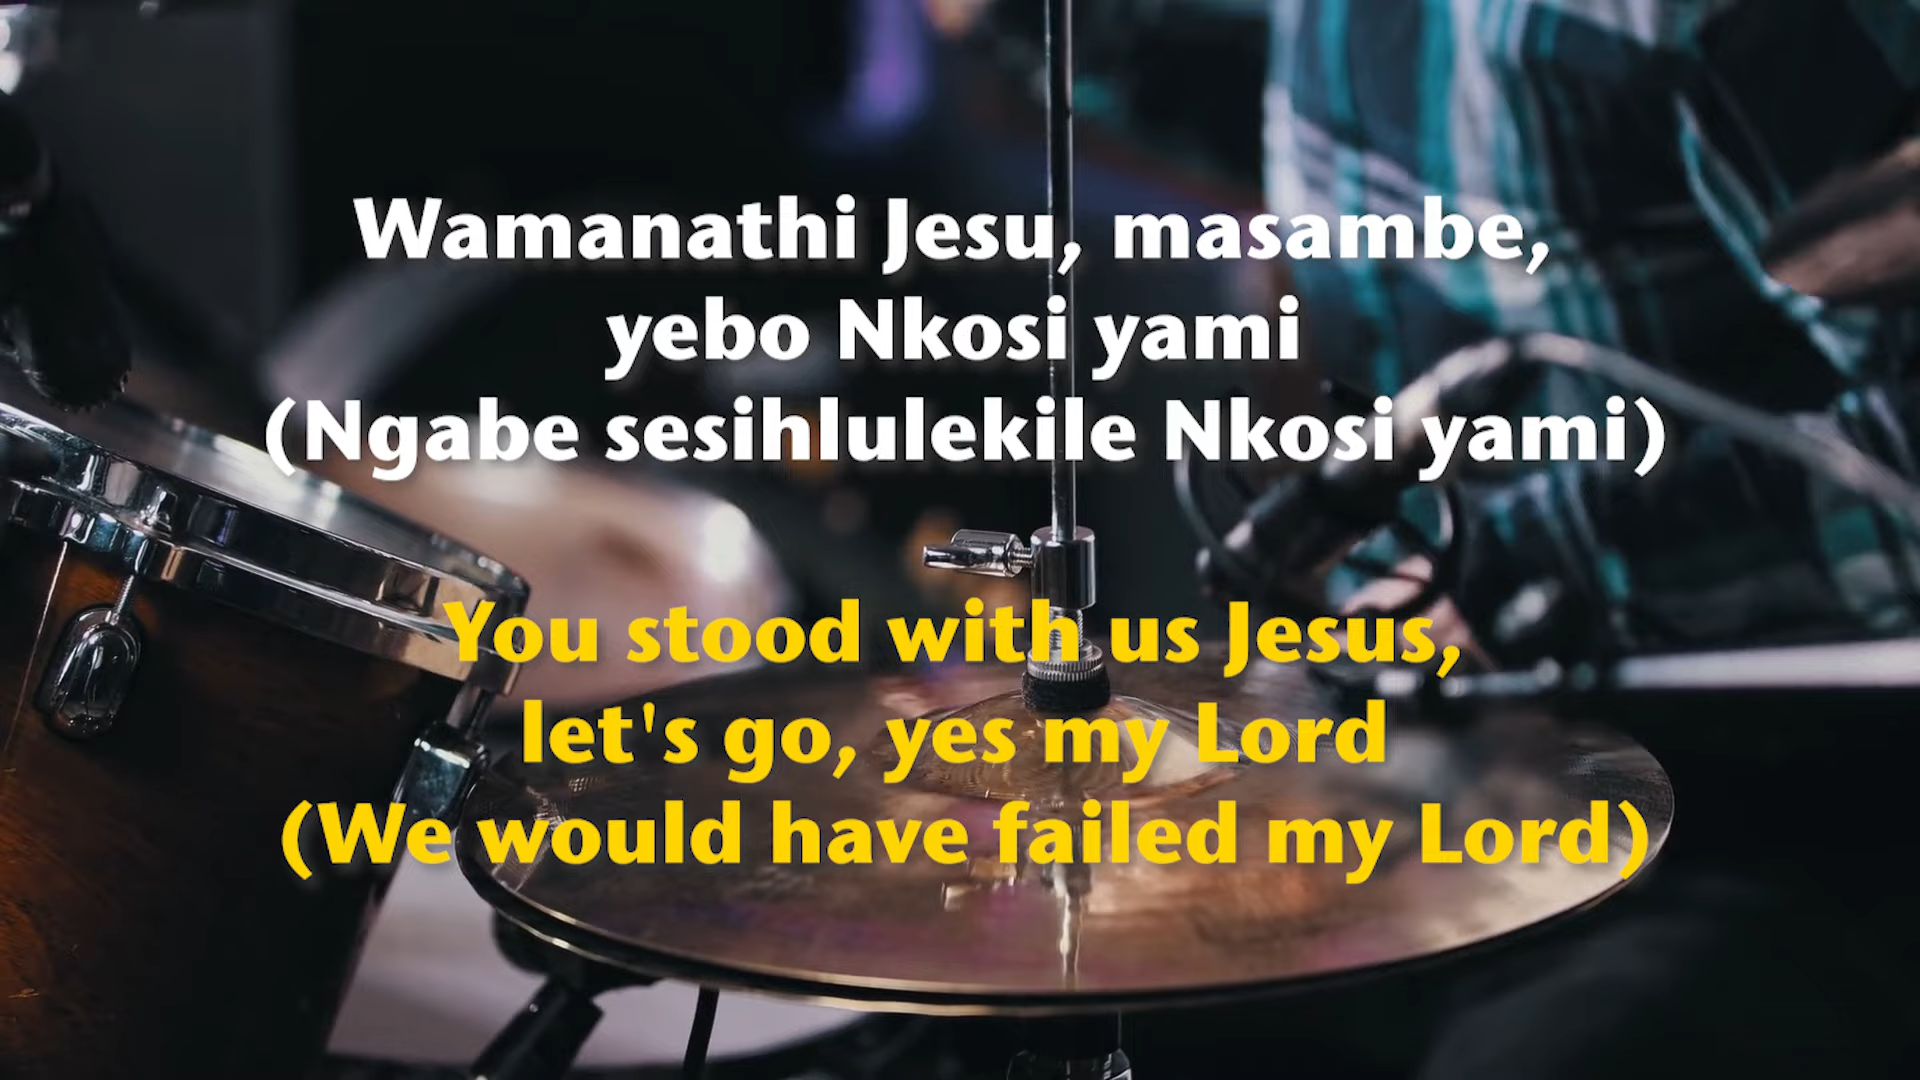 Wamanathi Jesu, masambe,
yebo Nkosi yami
(Ngabe sesihlulekile Nkosi yami)
You stood with us Jesus,
let's go, yes my Lord
(We would have failed my Lord)